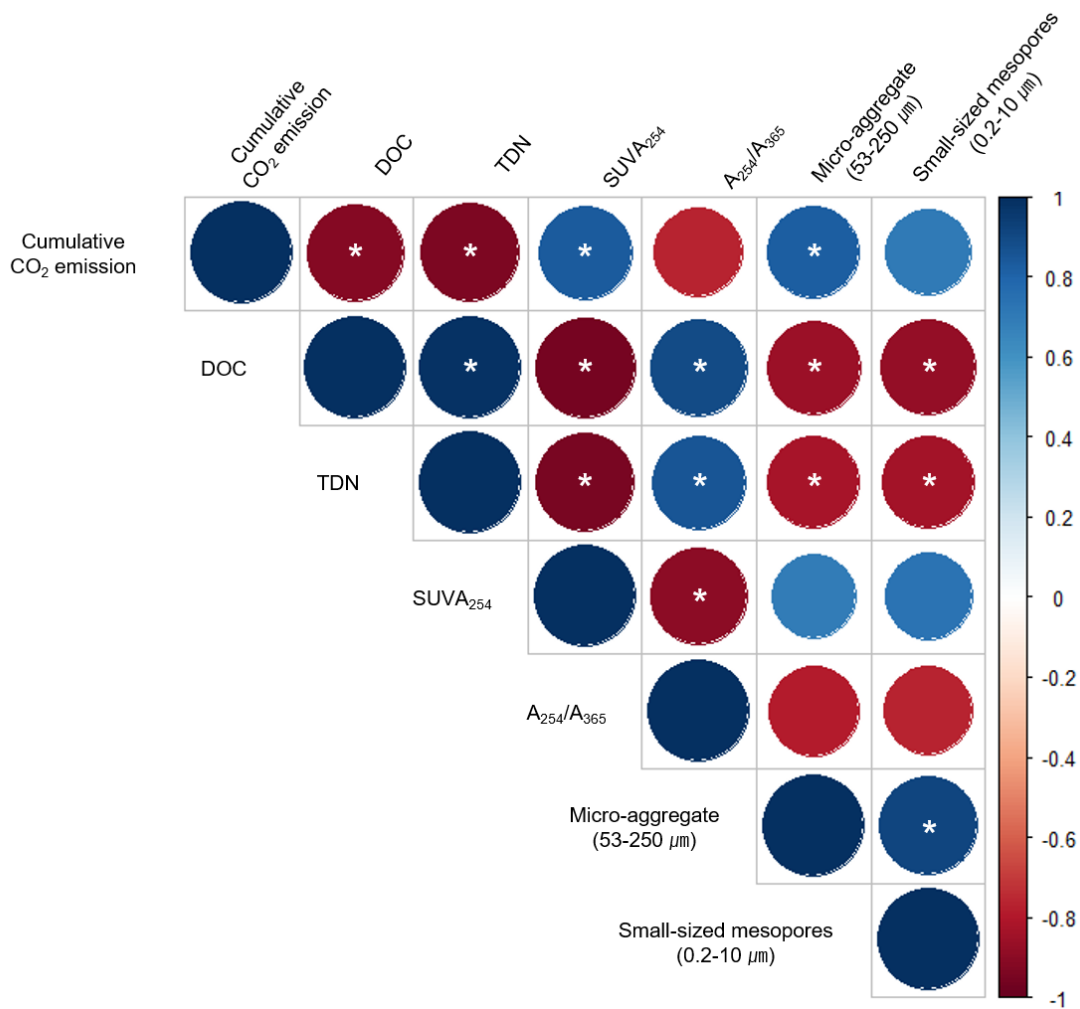 Cumulative
CO₂ emission
DOC
TDN
SUVA₂₅₄
A₂₅₄/A₃₆₅
Micro-aggregate
(53-250 ㎛)
Small-sized mesopores
(0.2-10 ㎛)
Cumulative
CO₂ emission
* * * *
DOC
* * * * *
TDN
* * * *
SUVA₂₅₄
*
A₂₅₄/A₃₆₅
Micro-aggregate
(53-250 ㎛)
*
Small-sized mesopores
(0.2-10 ㎛)
1
0.8
0.6
0.4
0.2
0
-0.2
-0.4
-0.6
-0.8
-1